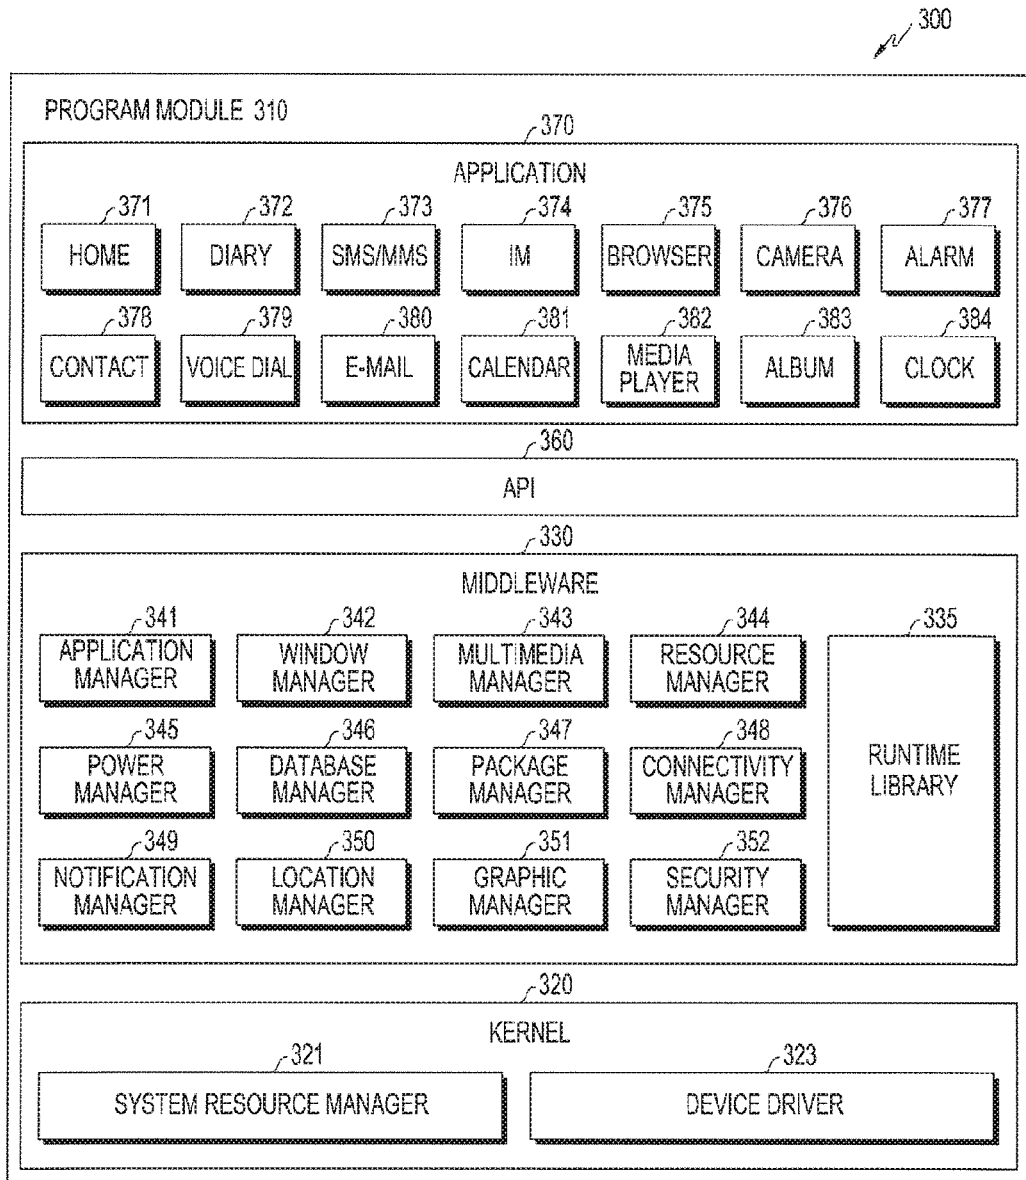 300
PROGRAM MODULE 310
370
APPLICATION
371 372 373 374 375 376 377
HOME DIARY SMS/MMS IM BROWSER CAMERA ALARM
378 379 380 381 382 383 384
CONTACT VOICE DIAL E-MAIL CALENDAR MEDIA PLAYER ALBUM CLOCK
360
API
330
MIDDLEWARE
341 342 343 344 335
APPLICATION MANAGER WINDOW MANAGER MULTIMEDIA MANAGER RESOURCE MANAGER
345 346 347 348
POWER MANAGER DATABASE MANAGER PACKAGE MANAGER CONNECTIVITY MANAGER RUNTIME LIBRARY
349 350 351 352
NOTIFICATION MANAGER LOCATION MANAGER GRAPHIC MANAGER SECURITY MANAGER
320
KERNEL
321 323
SYSTEM RESOURCE MANAGER DEVICE DRIVER